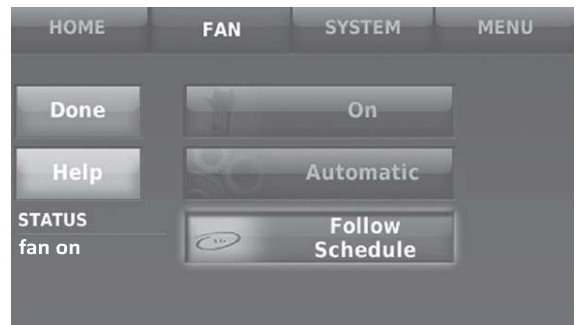 HOME
FAN
SYSTEM
MENU
Done
On
Help
Automatic
STATUS
fan on
Follow
Schedule